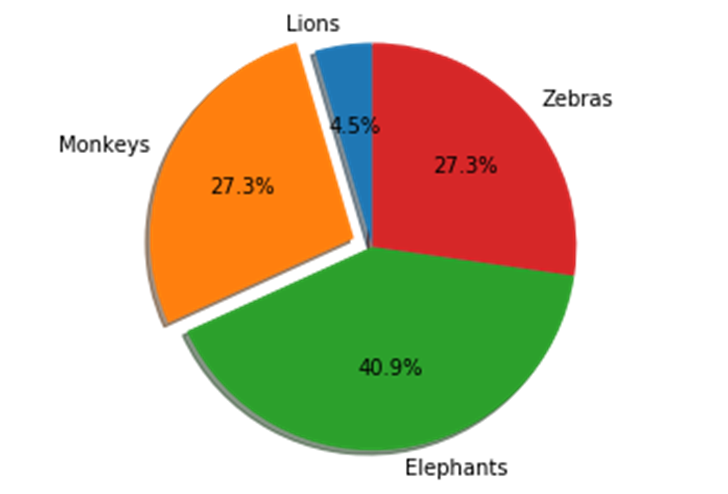 Lions
Zebras
4.5%
Monkeys
27.3%
27.3%
40.9%
Elephants